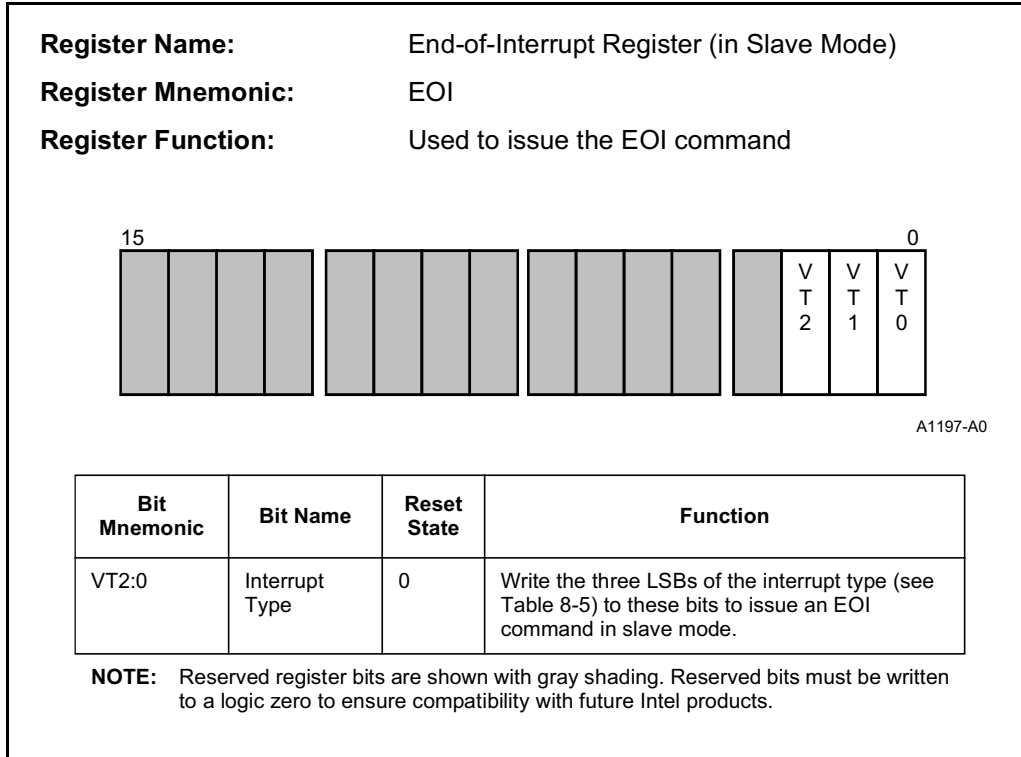 Register Name: End-of-Interrupt Register (in Slave Mode)
Register Mnemonic: EOI
Register Function: Used to issue the EOI command
15 0
V V V
T T T
2 1 0
A1197-A0
Bit Mnemonic Bit Name Reset State Function
VT2:0 Interrupt Type 0 Write the three LSBs of the interrupt type (see
Table 8-5) to these bits to issue an EOI
command in slave mode.
NOTE: Reserved register bits are shown with gray shading. Reserved bits must be written
to a logic zero to ensure compatibility with future Intel products.